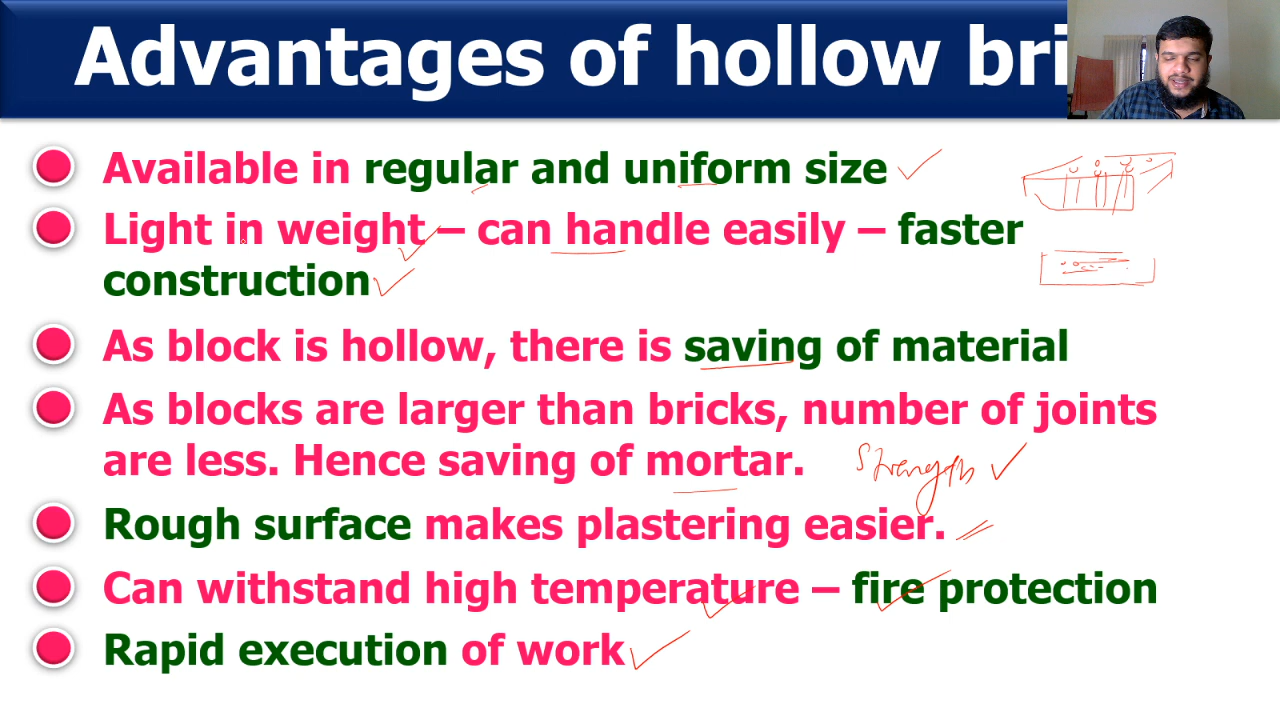 Advantages of hollow bri
Available in regular and uniform size
Light in weight – can handle easily – faster
construction
As block is hollow, there is saving of material
As blocks are larger than bricks, number of joints
are less. Hence saving of mortar.
Strength
Rough surface makes plastering easier.
Can withstand high temperature – fire protection
Rapid execution of work